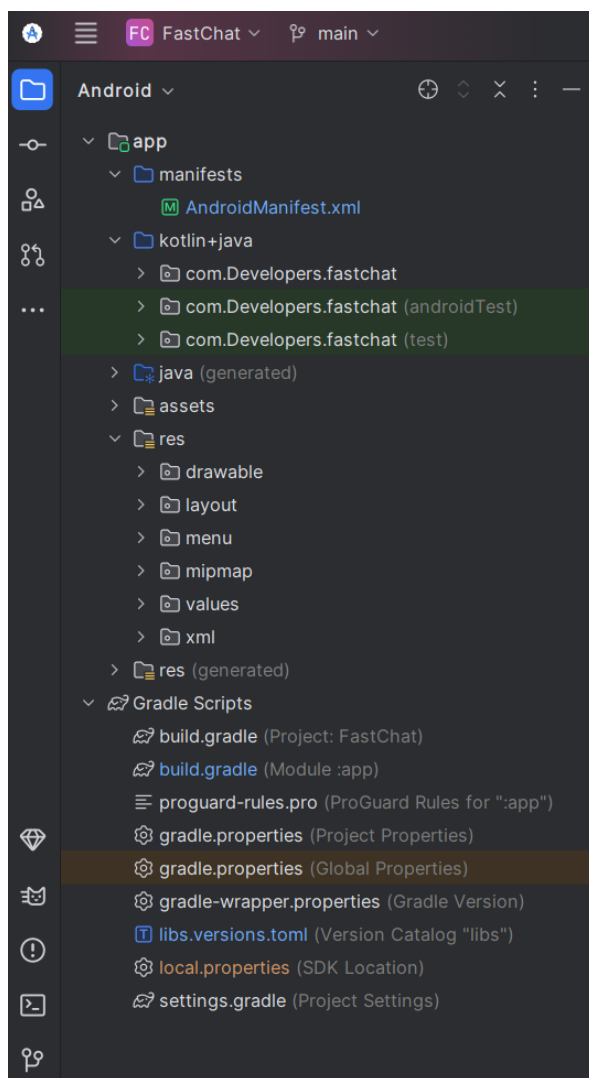 FC FastChat main
Android
app
manifests
M AndroidManifest.xml
kotlin+java
com.Developers.fastchat
com.Developers.fastchat (androidTest)
com.Developers.fastchat (test)
java (generated)
assets
res
drawable
layout
menu
mipmap
values
xml
res (generated)
Gradle Scripts
build.gradle (Project: FastChat)
build.gradle (Module :app)
proguard-rules.pro (ProGuard Rules for ":app")
gradle.properties (Project Properties)
gradle.properties (Global Properties)
gradle-wrapper.properties (Gradle Version)
T libs.versions.toml (Version Catalog "libs")
local.properties (SDK Location)
settings.gradle (Project Settings)